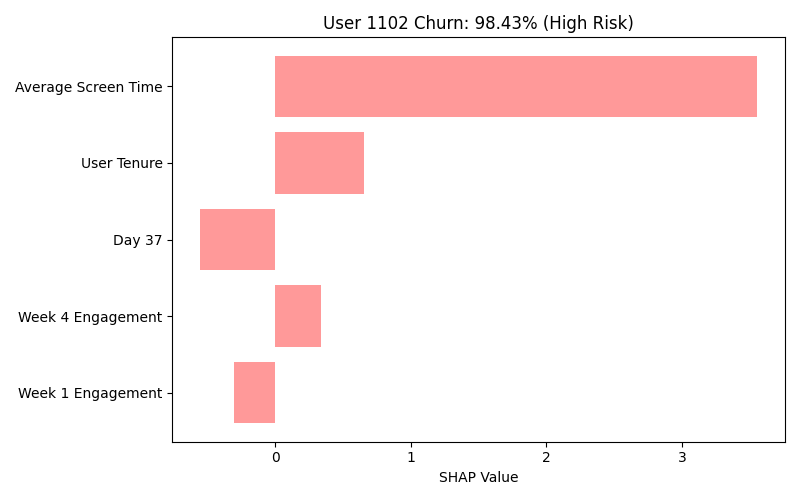 User 1102 Churn: 98.43% (High Risk)
Average Screen Time
User Tenure
Day 37
Week 4 Engagement
Week 1 Engagement
0 1 2 3
SHAP Value